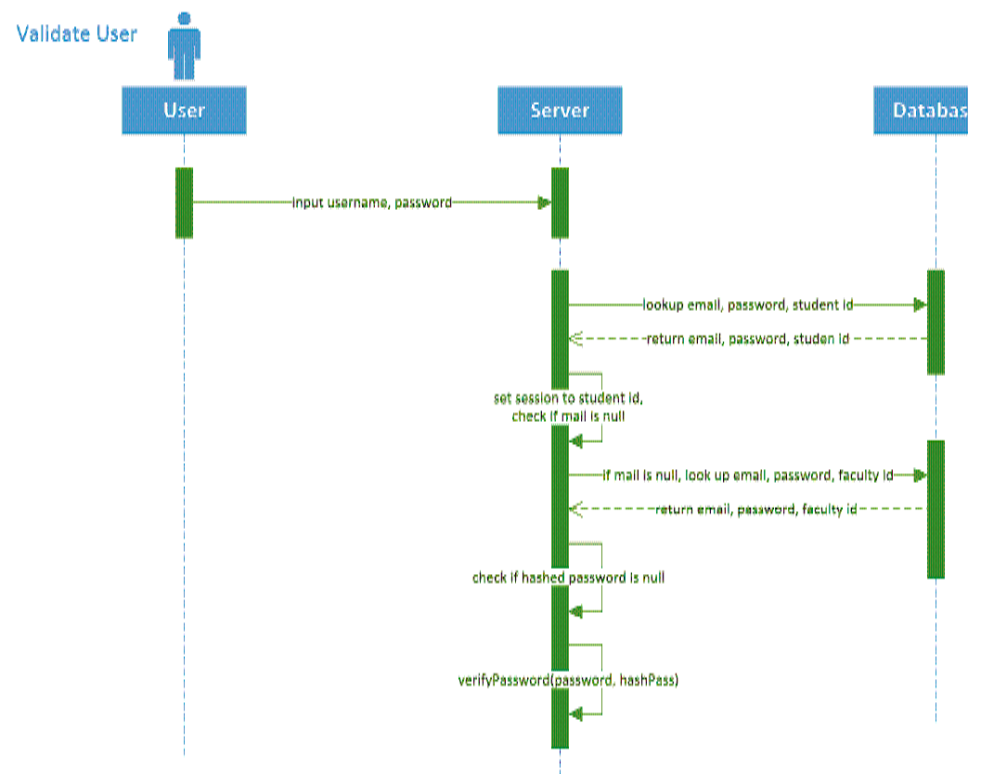 Validate User
User
Server
Databas
input username, password
lookup email, password, student id
return email, password, studen id
set session to student id,
check if mail is null
if mail is null, look up email, password, faculty id
return email, password, faculty id
check if hashed password is null
verifyPassword(password, hashPass)